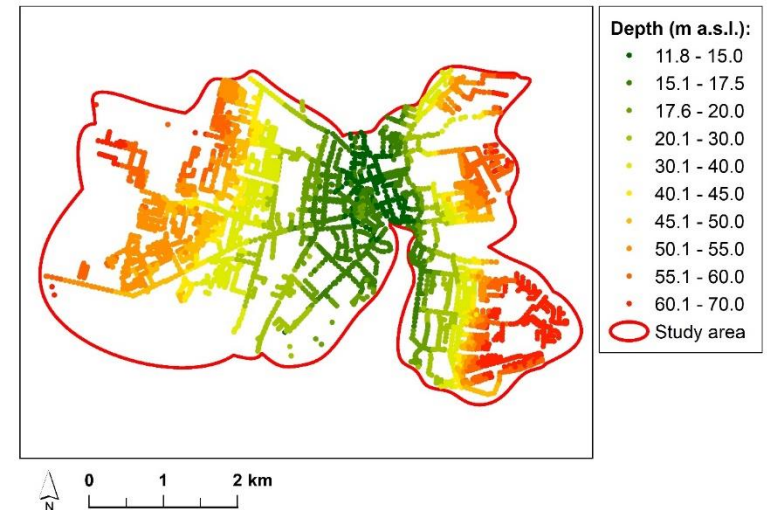 Depth (m a.s.l.):
11.8 - 15.0
15.1 - 17.5
17.6 - 20.0
20.1 - 30.0
30.1 - 40.0
40.1 - 45.0
45.1 - 50.0
50.1 - 55.0
55.1 - 60.0
60.1 - 70.0
Study area
N
0 1 2 km